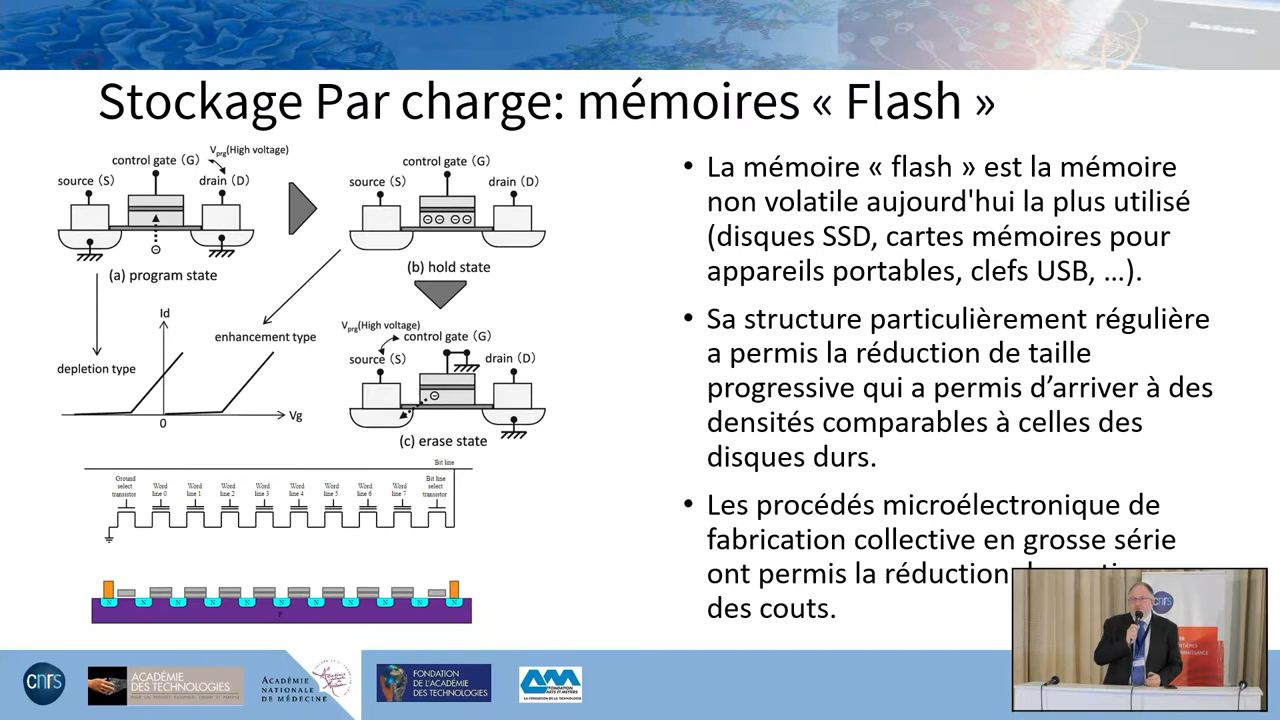 Stockage Par charge: mémoires « Flash »
Vprg(High voltage)
control gate (G)
source (S)
drain (D)
(a) program state
control gate (G)
source (S)
drain (D)
(b) hold state
Id
enhancement type
depletion type
0
Vg
Vprg(High voltage)
control gate (G)
source (S)
drain (D)
(c) erase state
Bit line
Ground select transistor
Word line 0
Word line 1
Word line 2
Word line 3
Word line 4
Word line 5
Word line 6
Word line 7
Bit line select transistor
N N N N N N N N N N N
P
• La mémoire « flash » est la mémoire
non volatile aujourd'hui la plus utilisé
(disques SSD, cartes mémoires pour
appareils portables, clefs USB, …).
• Sa structure particulièrement régulière
a permis la réduction de taille
progressive qui a permis d’arriver à des
densités comparables à celles des
disques durs.
• Les procédés microélectronique de
fabrication collective en grosse série
ont permis la réduction
des couts.
cnrs
cnrs
ACADÉMIE
DES TECHNOLOGIES
ACADÉMIE
NATIONALE
DE MÉDECINE
FONDATION
DE L'ACADÉMIE
DES TECHNOLOGIES
FONDATION
ARTS ET MÉTIERS